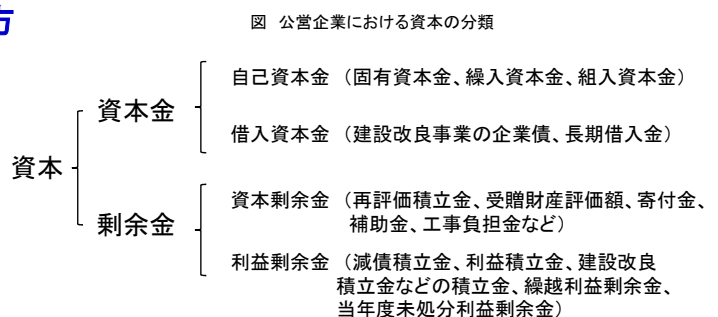 方
図 公営企業における資本の分類
自己資本金 (固有資本金、繰入資本金、組入資本金)
資本金
借入資本金 (建設改良事業の企業債、長期借入金)
資本
資本剰余金 (再評価積立金、受贈財産評価額、寄付金、
補助金、工事負担金など)
剰余金
利益剰余金 (減債積立金、利益積立金、建設改良
積立金などの積立金、繰越利益剰余金、
当年度未処分利益剰余金)